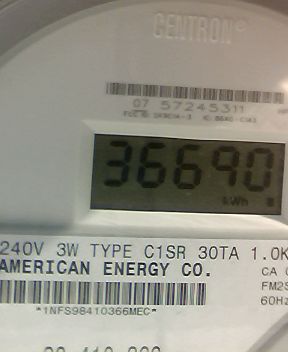 CENTRON®
07 57245311
36690
kWh
240V 3W TYPE C1SR 30TA 1.0K
AMERICAN ENERGY CO.
CA
FM2S
60Hz
*1NFS98410366MEC*